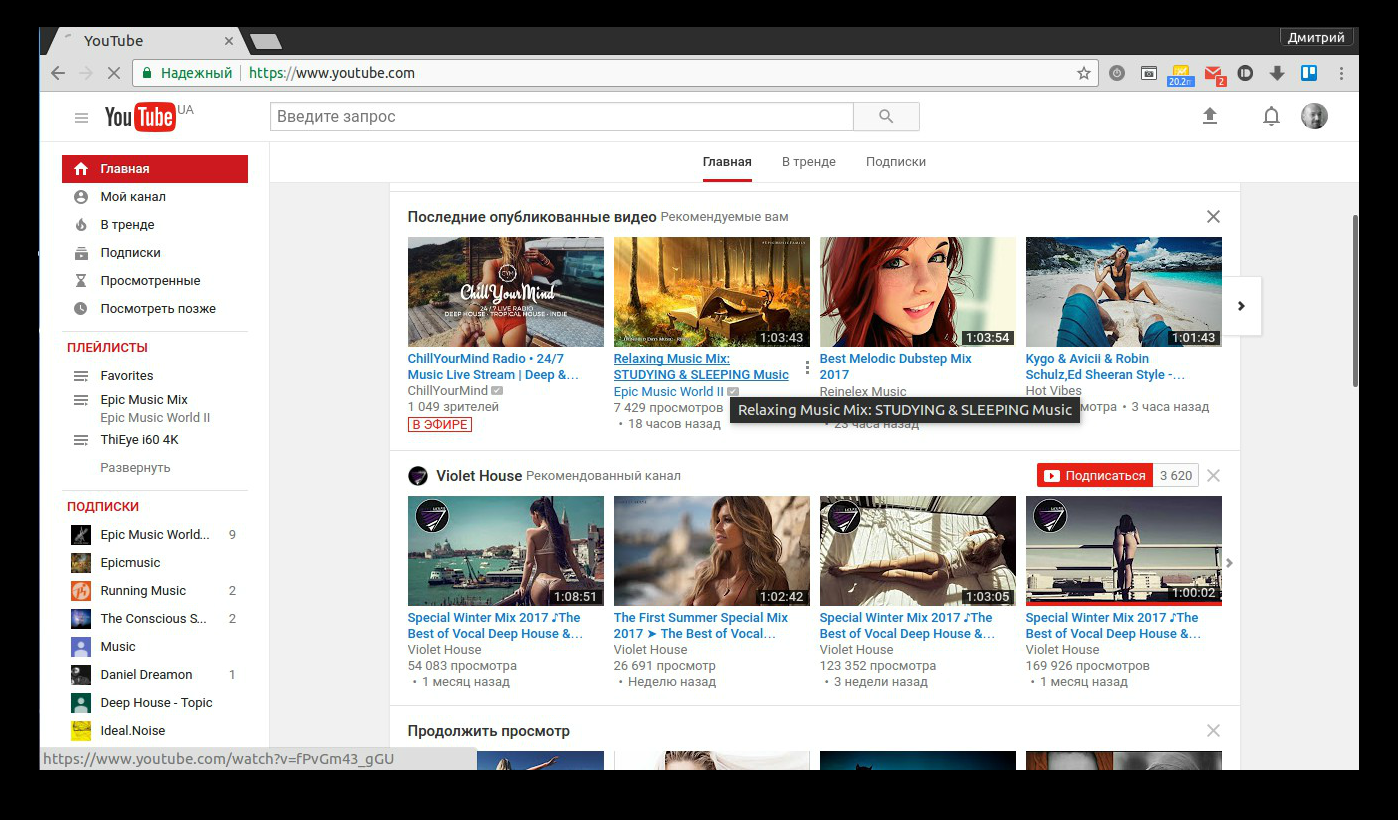 YouTube
Дмитрий
Надежный
https://www.youtube.com
20.2п
2
YouTube UA
Введите запрос
Главная
В тренде
Подписки
Главная
Мой канал
В тренде
Подписки
Просмотренные
Посмотреть позже
ПЛЕЙЛИСТЫ
Favorites
Epic Music Mix
Epic Music World II
ThiEye i60 4K
Развернуть
ПОДПИСКИ
Epic Music World... 9
Epicmusic
Running Music 2
The Conscious S... 2
Music
Daniel Dreamon 1
Deep House - Topic
Ideal.Noise
https://www.youtube.com/watch?v=fPvGm43_gGU
Последние опубликованные видео Рекомендуемые вам
ChillYourMind
24/7 LIVE RADIO
DEEP HOUSE · TROPICAL HOUSE · INDIE
1:03:43
1:03:54
1:01:43
ChillYourMind Radio • 24/7
Music Live Stream | Deep &...
ChillYourMind
1 049 зрителей
В ЭФИРЕ
Relaxing Music Mix:
STUDYING & SLEEPING Music
Epic Music World II
7 429 просмотров
• 18 часов назад
Best Melodic Dubstep Mix
2017
Reinelex Music
• 23 часа назад
Kygo & Avicii & Robin
Schulz,Ed Sheeran Style -...
Hot Vibes
мотра • 3 часа назад
Relaxing Music Mix: STUDYING & SLEEPING Music
Violet House Рекомендованный канал
Подписаться 3 620
1:08:51
1:02:42
1:03:05
1:00:02
Special Winter Mix 2017 ♪The
Best of Vocal Deep House &...
Violet House
54 083 просмотра
• 1 месяц назад
The First Summer Special Mix
2017 ➤ The Best of Vocal...
Violet House
26 691 просмотр
• Неделю назад
Special Winter Mix 2017 ♪The
Best of Vocal Deep House &...
Violet House
123 352 просмотра
• 3 недели назад
Special Winter Mix 2017 ♪The
Best of Vocal Deep House &...
Violet House
169 926 просмотров
• 1 месяц назад
Продолжить просмотр